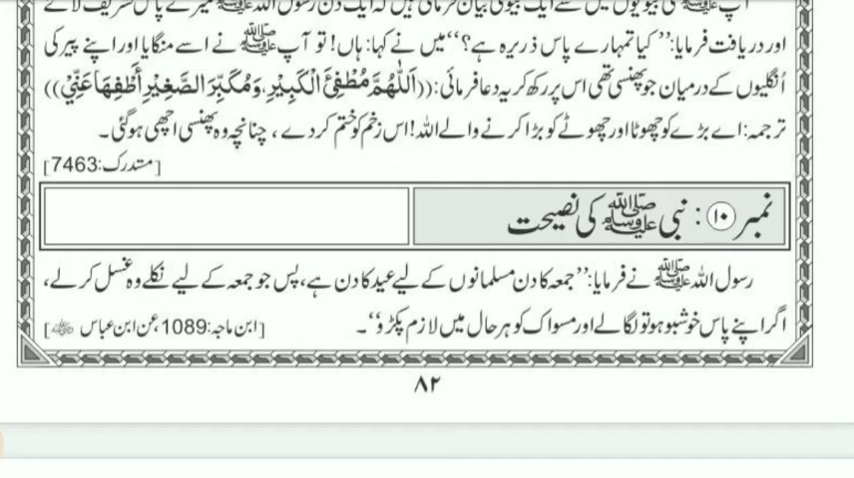 آپ ﷺ کی بیویوں میں سے ایک بیوی بیان فرماتی ہیں کہ ایک دن رسول اللہ ﷺ میرے پاس تشریف لائے
اور دریافت فرمایا: ’’کیا تمہارے پاس ذریرہ ہے؟‘‘ میں نے کہا: ہاں! تو آپ ﷺ نے اسے منگایا اور اپنے پیر کی
اُنگلیوں کے درمیان جو پھنسی تھی اس پر رکھ کر یہ دعا فرمائی: ((اَللّٰهُمَّ مُطْفِئَ الْكَبِيْرِ، وَمُكَبِّرَ الصَّغِيْرِ أَطْفِهَا عَنِّيْ))
ترجمہ: اے بڑے کو چھوٹا اور چھوٹے کو بڑا کرنے والے اللہ! اس زخم کو ختم کردے، چنانچہ وہ پھنسی اچھی ہوگئی۔
[مستدرک: 7463]
نمبر ۱۰: نبی ﷺ کی نصیحت
رسول اللہ ﷺ نے فرمایا: ’’جمعہ کا دن مسلمانوں کے لیے عید کا دن ہے، پس جو جمعہ کے لیے نکلے وہ غسل کرلے،
اگر اپنے پاس خوشبو ہو تو لگالے اور مسواک کو ہر حال میں لازم پکڑو‘‘۔ [ابن ماجہ: 1089، عن ابن عباس ؓ]
۸۲